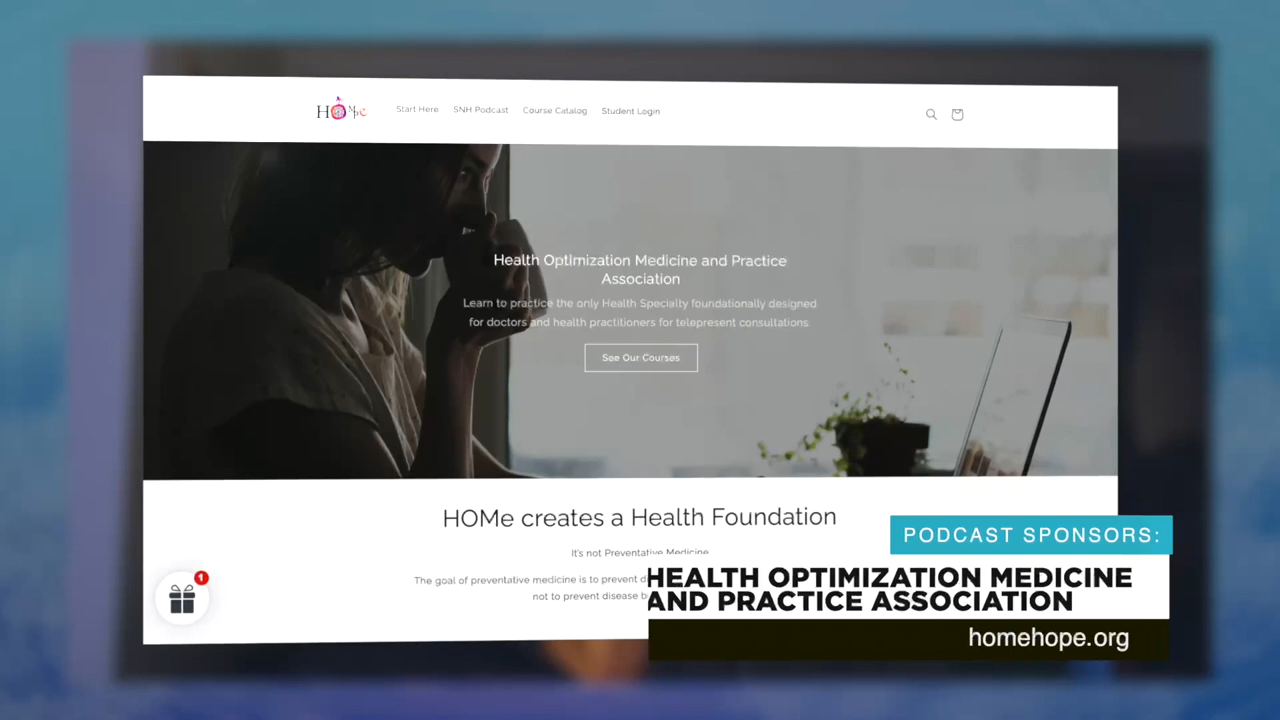 HOMe
Start Here SNH Podcast Course Catalog Student Login
Health Optimization Medicine and Practice
Association
Learn to practice the only Health Specialty foundationally designed
for doctors and health practitioners for telepresent consultations.
See Our Courses
HOMe creates a Health Foundation
It's not Preventative Medicine
The goal of preventative medicine is to prevent
not to prevent disease
1
PODCAST SPONSORS:
HEALTH OPTIMIZATION MEDICINE
AND PRACTICE ASSOCIATION
homehope.org